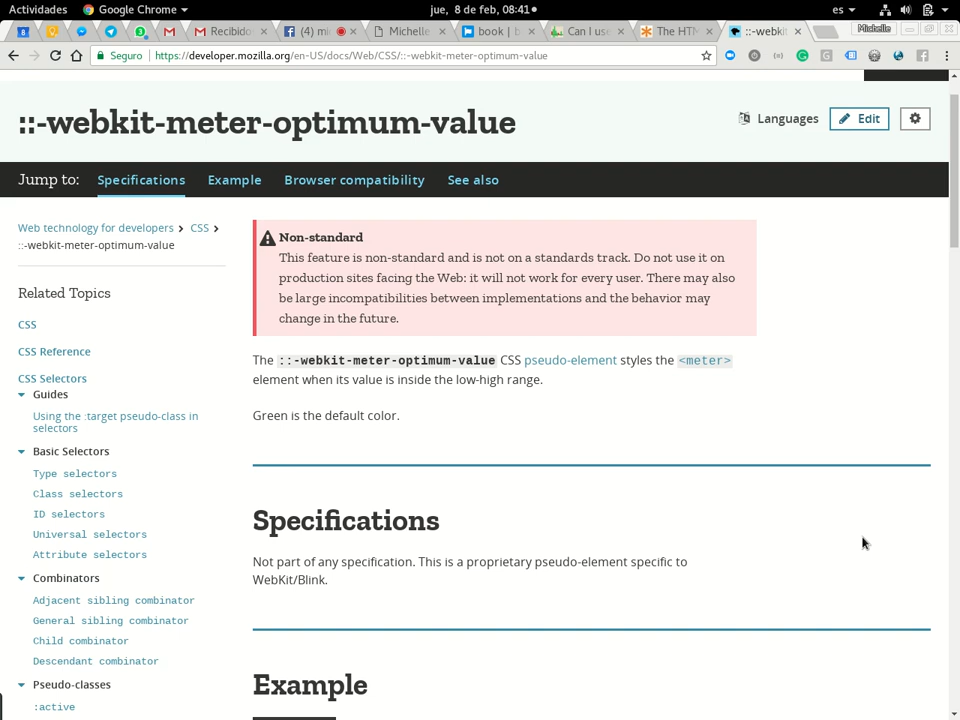 Actividades Google Chrome jue, 8 de feb, 08:41 es
8 Recibido (4) mi Michelle book | b Can I use The HTM ::-webkit Michelle
Seguro https://developer.mozilla.org/en-US/docs/Web/CSS/::-webkit-meter-optimum-value
::-webkit-meter-optimum-value
Languages Edit
Jump to: Specifications Example Browser compatibility See also
Web technology for developers CSS
::-webkit-meter-optimum-value
Related Topics
CSS
CSS Reference
CSS Selectors
Guides
Using the :target pseudo-class in
selectors
Basic Selectors
Type selectors
Class selectors
ID selectors
Universal selectors
Attribute selectors
Combinators
Adjacent sibling combinator
General sibling combinator
Child combinator
Descendant combinator
Pseudo-classes
:active
Non-standard
This feature is non-standard and is not on a standards track. Do not use it on
production sites facing the Web: it will not work for every user. There may also
be large incompatibilities between implementations and the behavior may
change in the future.
The ::-webkit-meter-optimum-value CSS pseudo-element styles the <meter>
element when its value is inside the low-high range.
Green is the default color.
Specifications
Not part of any specification. This is a proprietary pseudo-element specific to
WebKit/Blink.
Example